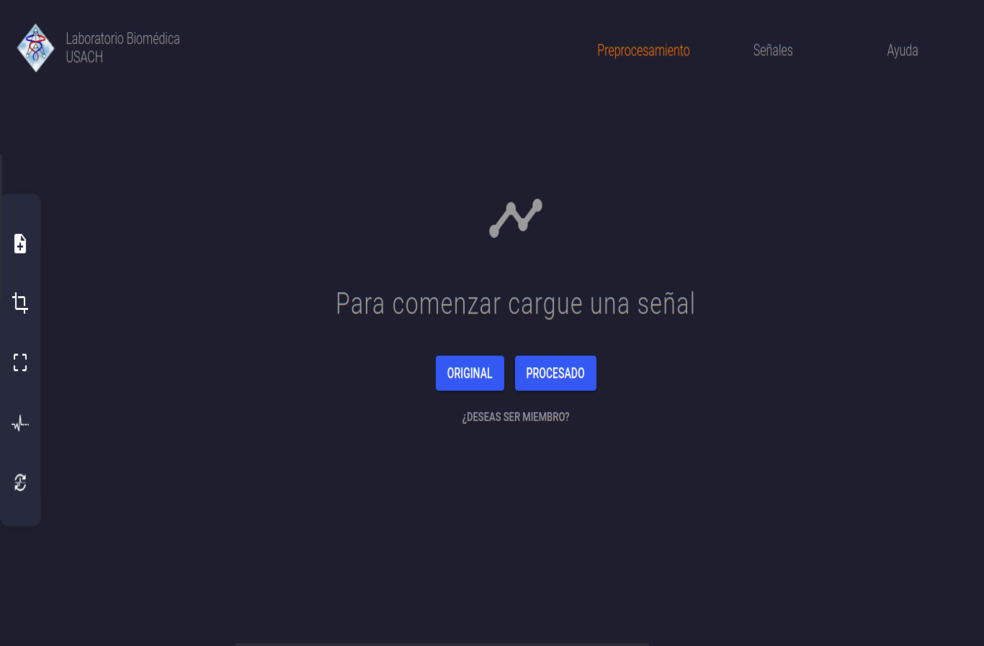 Laboratorio Biomédica
USACH
Preprocesamiento
Señales
Ayuda
Para comenzar cargue una señal
ORIGINAL
PROCESADO
¿DESEAS SER MIEMBRO?